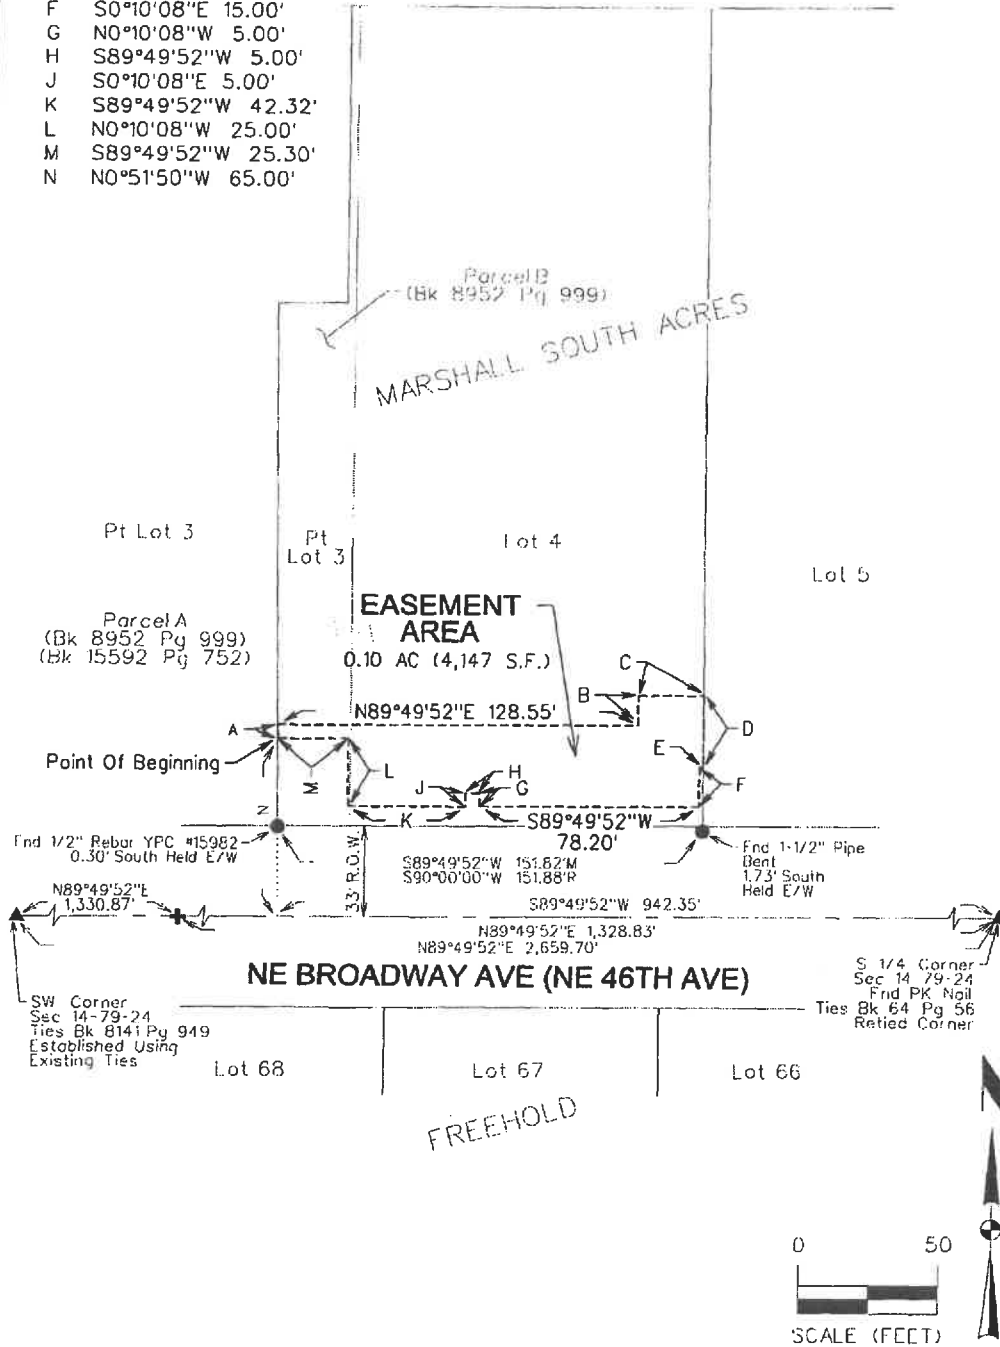 F S0°10'08"E 15.00'
G N0°10'08"W 5.00'
H S89°49'52"W 5.00'
J S0°10'08"E 5.00'
K S89°49'52"W 42.32'
L N0°10'08"W 25.00'
M S89°49'52"W 25.30'
N N0°51'50"W 65.00'
Parcel B
(Bk 8952 Pg 999)
MARSHALL SOUTH ACRES
Pt Lot 3
Pt
Lot 3
Lot 4
Lot 5
EASEMENT
AREA
0.10 AC (4,147 S.F.)
Parcel A
(Bk 8952 Pg 999)
(Bk 15592 Pg 752)
C
B
N89°49'52"E 128.55'
A
D
E
Point Of Beginning
M
L
J
H
G
F
K
S89°49'52"W
78.20'
N
Fnd 1/2" Rebar YPC #15982
0.30' South Held E/W
33' R.O.W.
S89°49'52"W 151.82'M
S90°00'00"W 151.88'R
Fnd 1-1/2" Pipe
Bent
1.73' South
Held E/W
N89°49'52"E
1,330.87'
S89°49'52"W 942.35'
N89°49'52"E 1,328.83'
N89°49'52"E 2,659.70'
NE BROADWAY AVE (NE 46TH AVE)
SW Corner
Sec 14-79-24
Ties Bk 8141 Pg 949
Established Using
Existing Ties
S 1/4 Corner
Sec 14 79-24
Fnd PK Nail
Ties Bk 64 Pg 56
Retied Corner
Lot 68
Lot 67
Lot 66
FREEHOLD
N
0 50
SCALE (FEET)